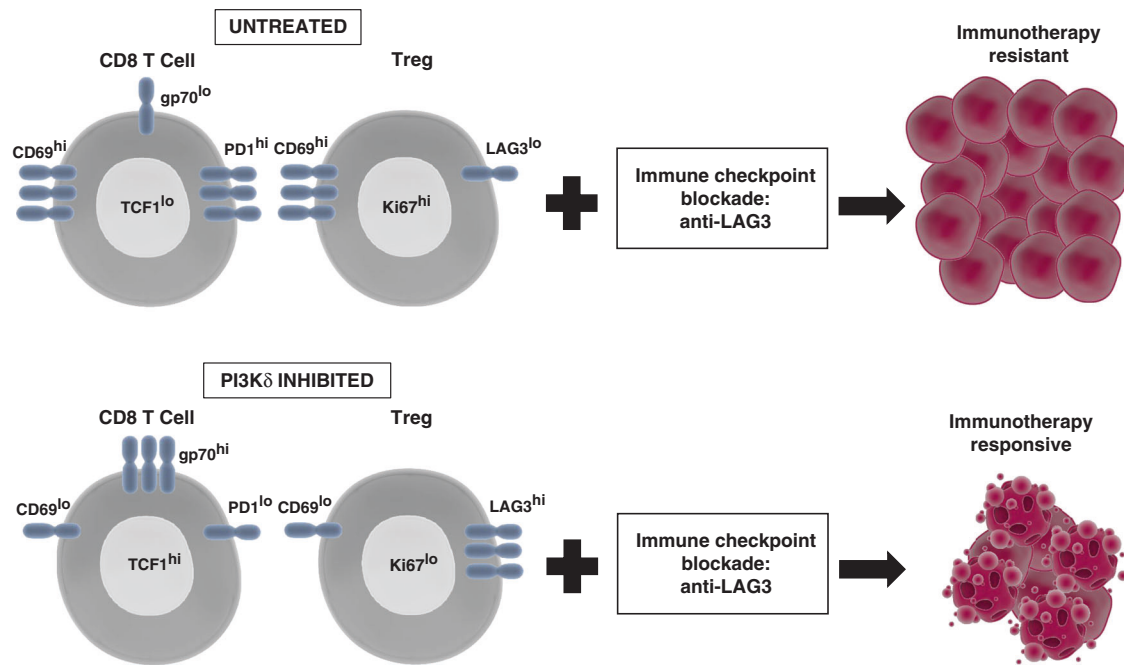 UNTREATED
CD8 T Cell
Treg
gp70lo
CD69hi
PD1hi
TCF1lo
CD69hi
LAG3lo
Ki67hi
Immune checkpoint
blockade:
anti-LAG3
Immunotherapy
resistant
PI3Kδ INHIBITED
CD8 T Cell
Treg
gp70hi
CD69lo
PD1lo
TCF1hi
CD69lo
LAG3hi
Ki67lo
Immune checkpoint
blockade:
anti-LAG3
Immunotherapy
responsive